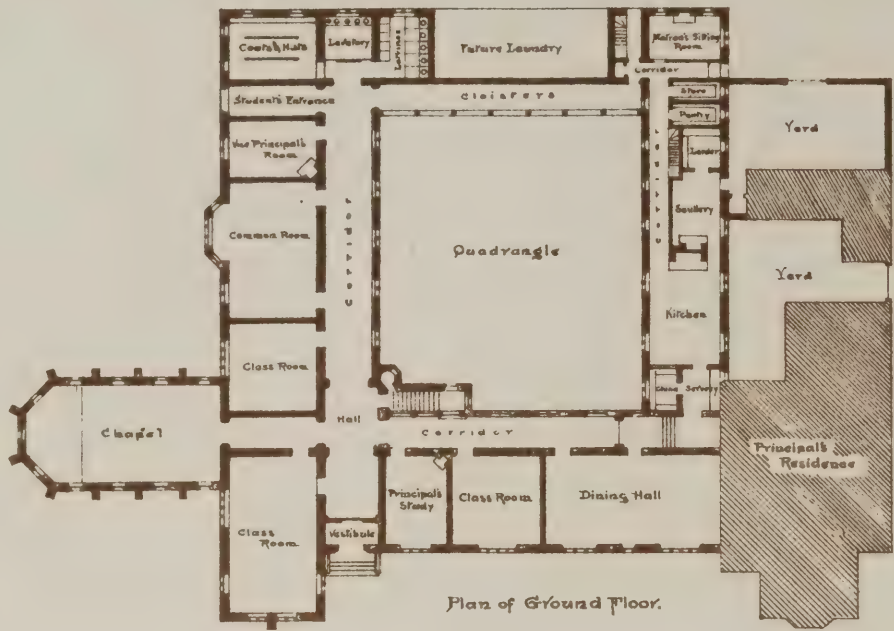 Coats & Hats
Lavatory
Latrines
Future Laundry
Matron's Sitting
Room
Corridor
Student's Entrance
Cloisters
Store
Pantry
Yard
Vice Principal's
Room
Larder
Corridor
Corridor
Scullery
Common Room
Quadrangle
Yard
Kitchen
Class Room
China
Servery
Chapel
Hall
Corridor
Principal's
Residence
Principal's
Study
Class Room
Dining Hall
Class
Room
Vestibule
Plan of Ground Floor.